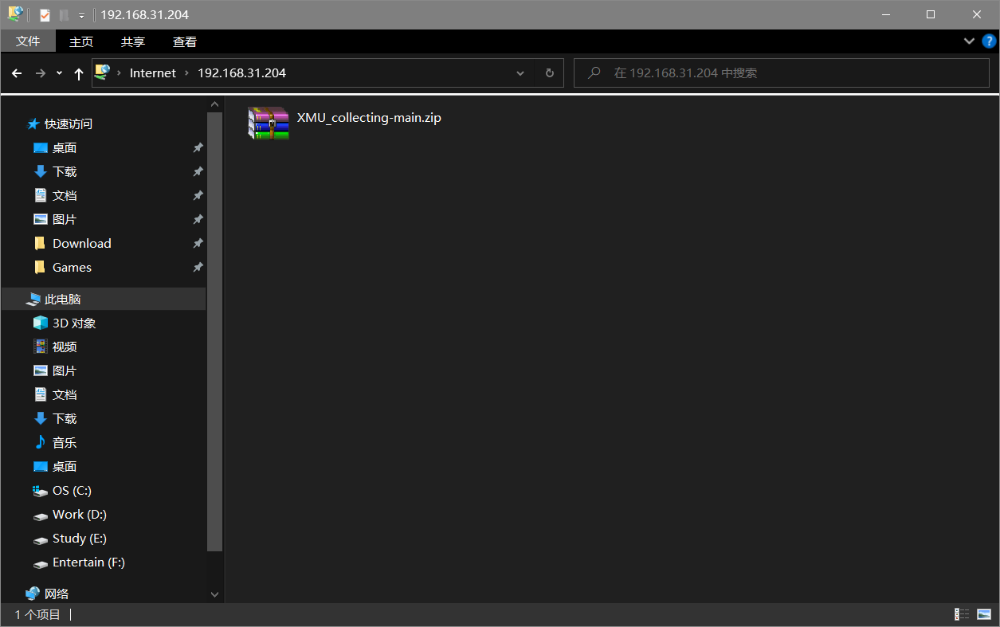 192.168.31.204
文件 主页 共享 查看
Internet 192.168.31.204 在 192.168.31.204 中搜索
快速访问
桌面
下载
文档
图片
Download
Games
此电脑
3D 对象
视频
图片
文档
下载
音乐
桌面
OS (C:)
Work (D:)
Study (E:)
Entertain (F:)
网络
XMU_collecting-main.zip
1 个项目